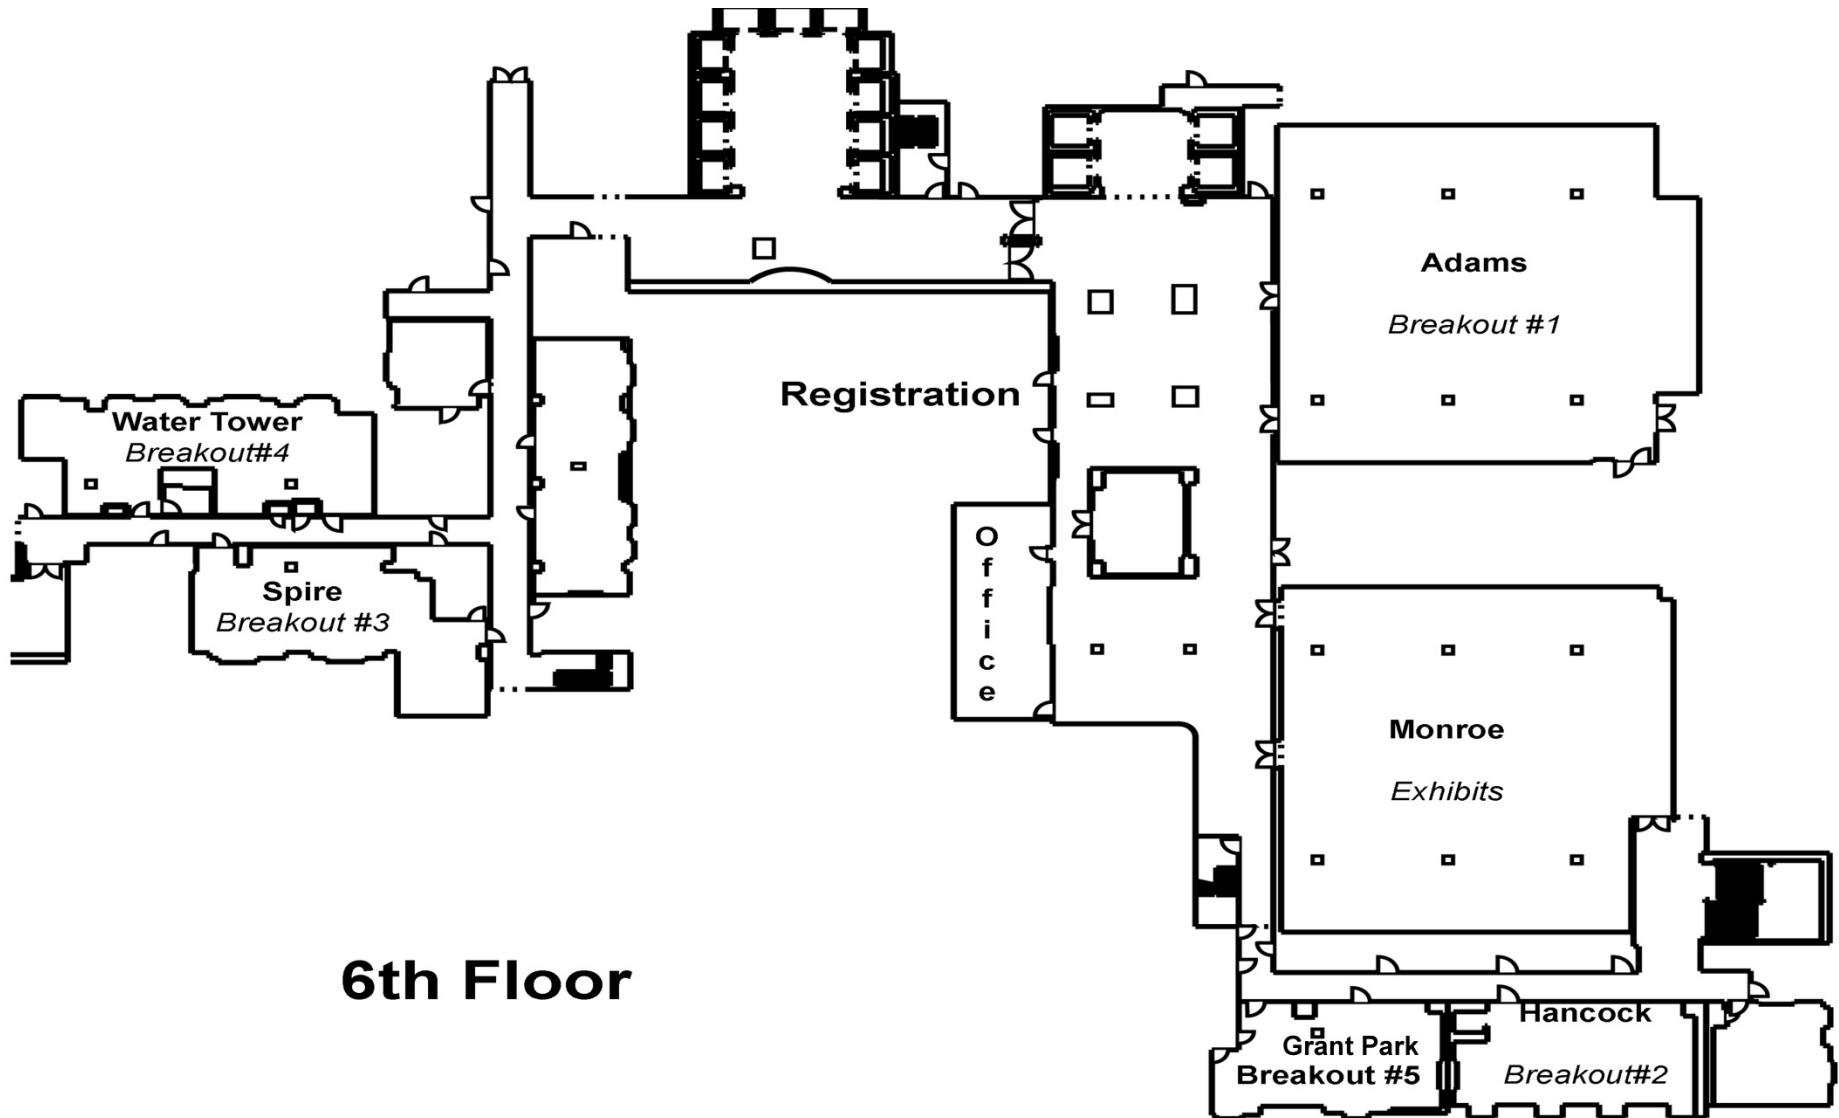 Adams
Breakout #1
Registration
Water Tower
Breakout#4
Office
Spire
Breakout #3
Monroe
Exhibits
6th Floor
Hancock
Breakout#2
Grant Park
Breakout #5